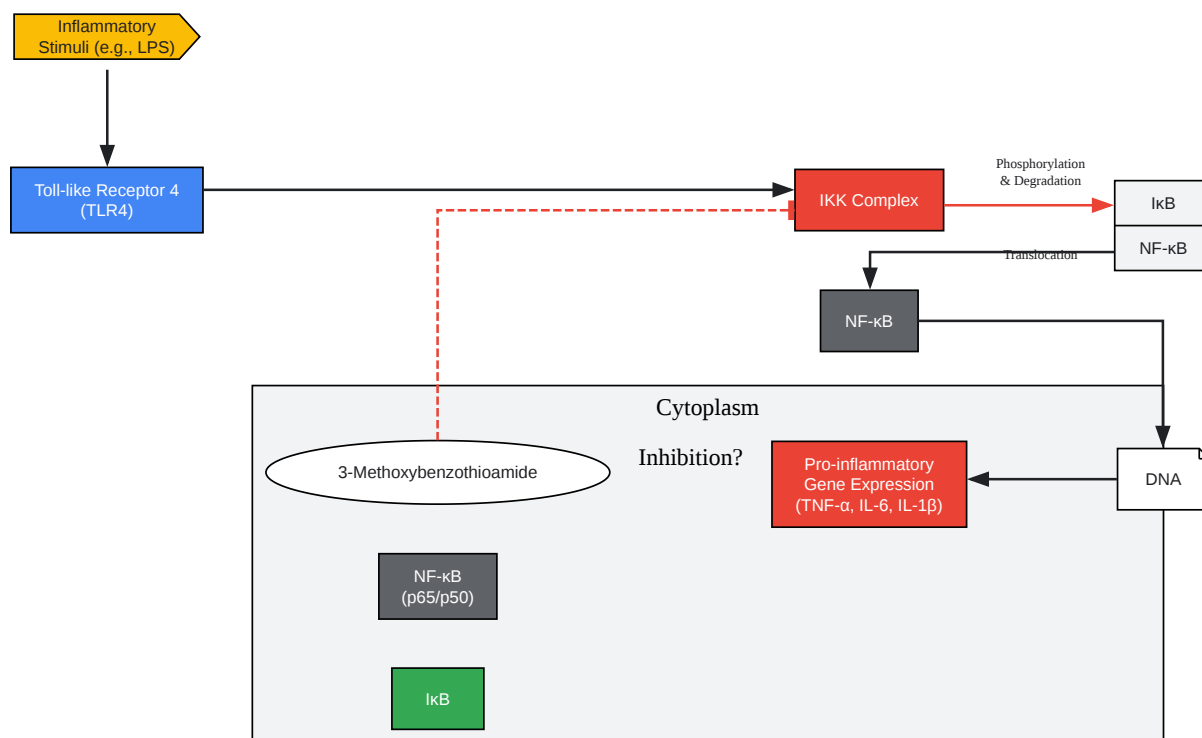 Inflammatory
Stimuli (e.g., LPS)
Toll-like Receptor 4
(TLR4)
IKK Complex
Phosphorylation
& Degradation
IκB
NF-κB
Translocation
NF-κB
Cytoplasm
Inhibition?
3-Methoxybenzothioamide
Pro-inflammatory
Gene Expression
(TNF-α, IL-6, IL-1β)
DNA
NF-κB
(p65/p50)
IκB